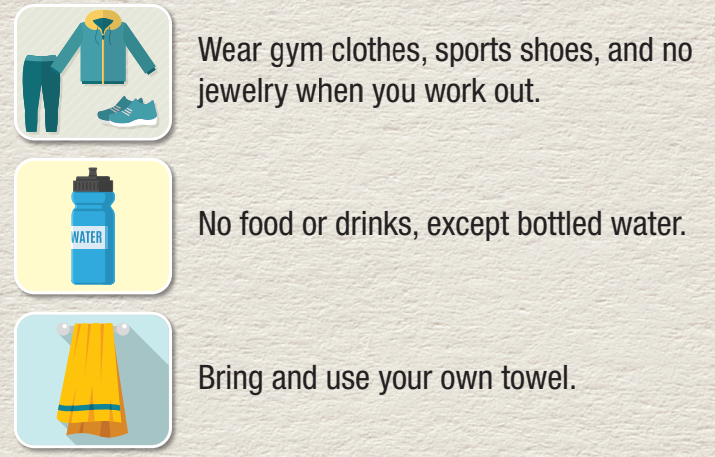 Wear gym clothes, sports shoes, and no
jewelry when you work out.
WATER
No food or drinks, except bottled water.
Bring and use your own towel.